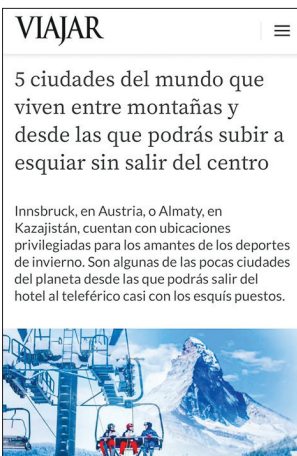 VIAJAR
5 ciudades del mundo que
viven entre montañas y
desde las que podrás subir a
esquiar sin salir del centro
Innsbruck, en Austria, o Almaty, en
Kazajistán, cuentan con ubicaciones
privilegiadas para los amantes de los deportes
de invierno. Son algunas de las pocas ciudades
del planeta desde las que podrás salir del
hotel al teleférico casi con los esquís puestos.